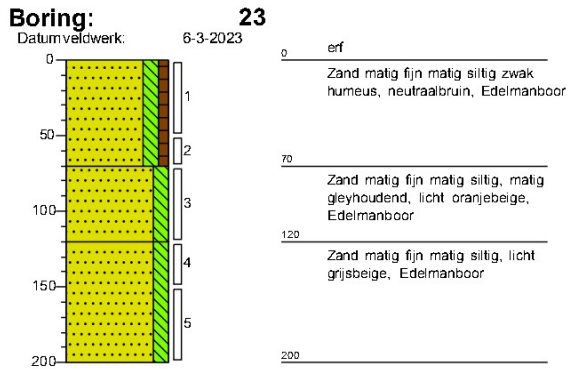 Boring: 23
Datum veldwerk: 6-3-2023
0
50
100
150
200
1
2
3
4
5
0 erf
Zand matig fijn matig siltig zwak
humeus, neutraalbruin, Edelmanboor
70
Zand matig fijn matig siltig, matig
gleyhoudend, licht oranjebeige,
Edelmanboor
120
Zand matig fijn matig siltig, licht
grijsbeige, Edelmanboor
200